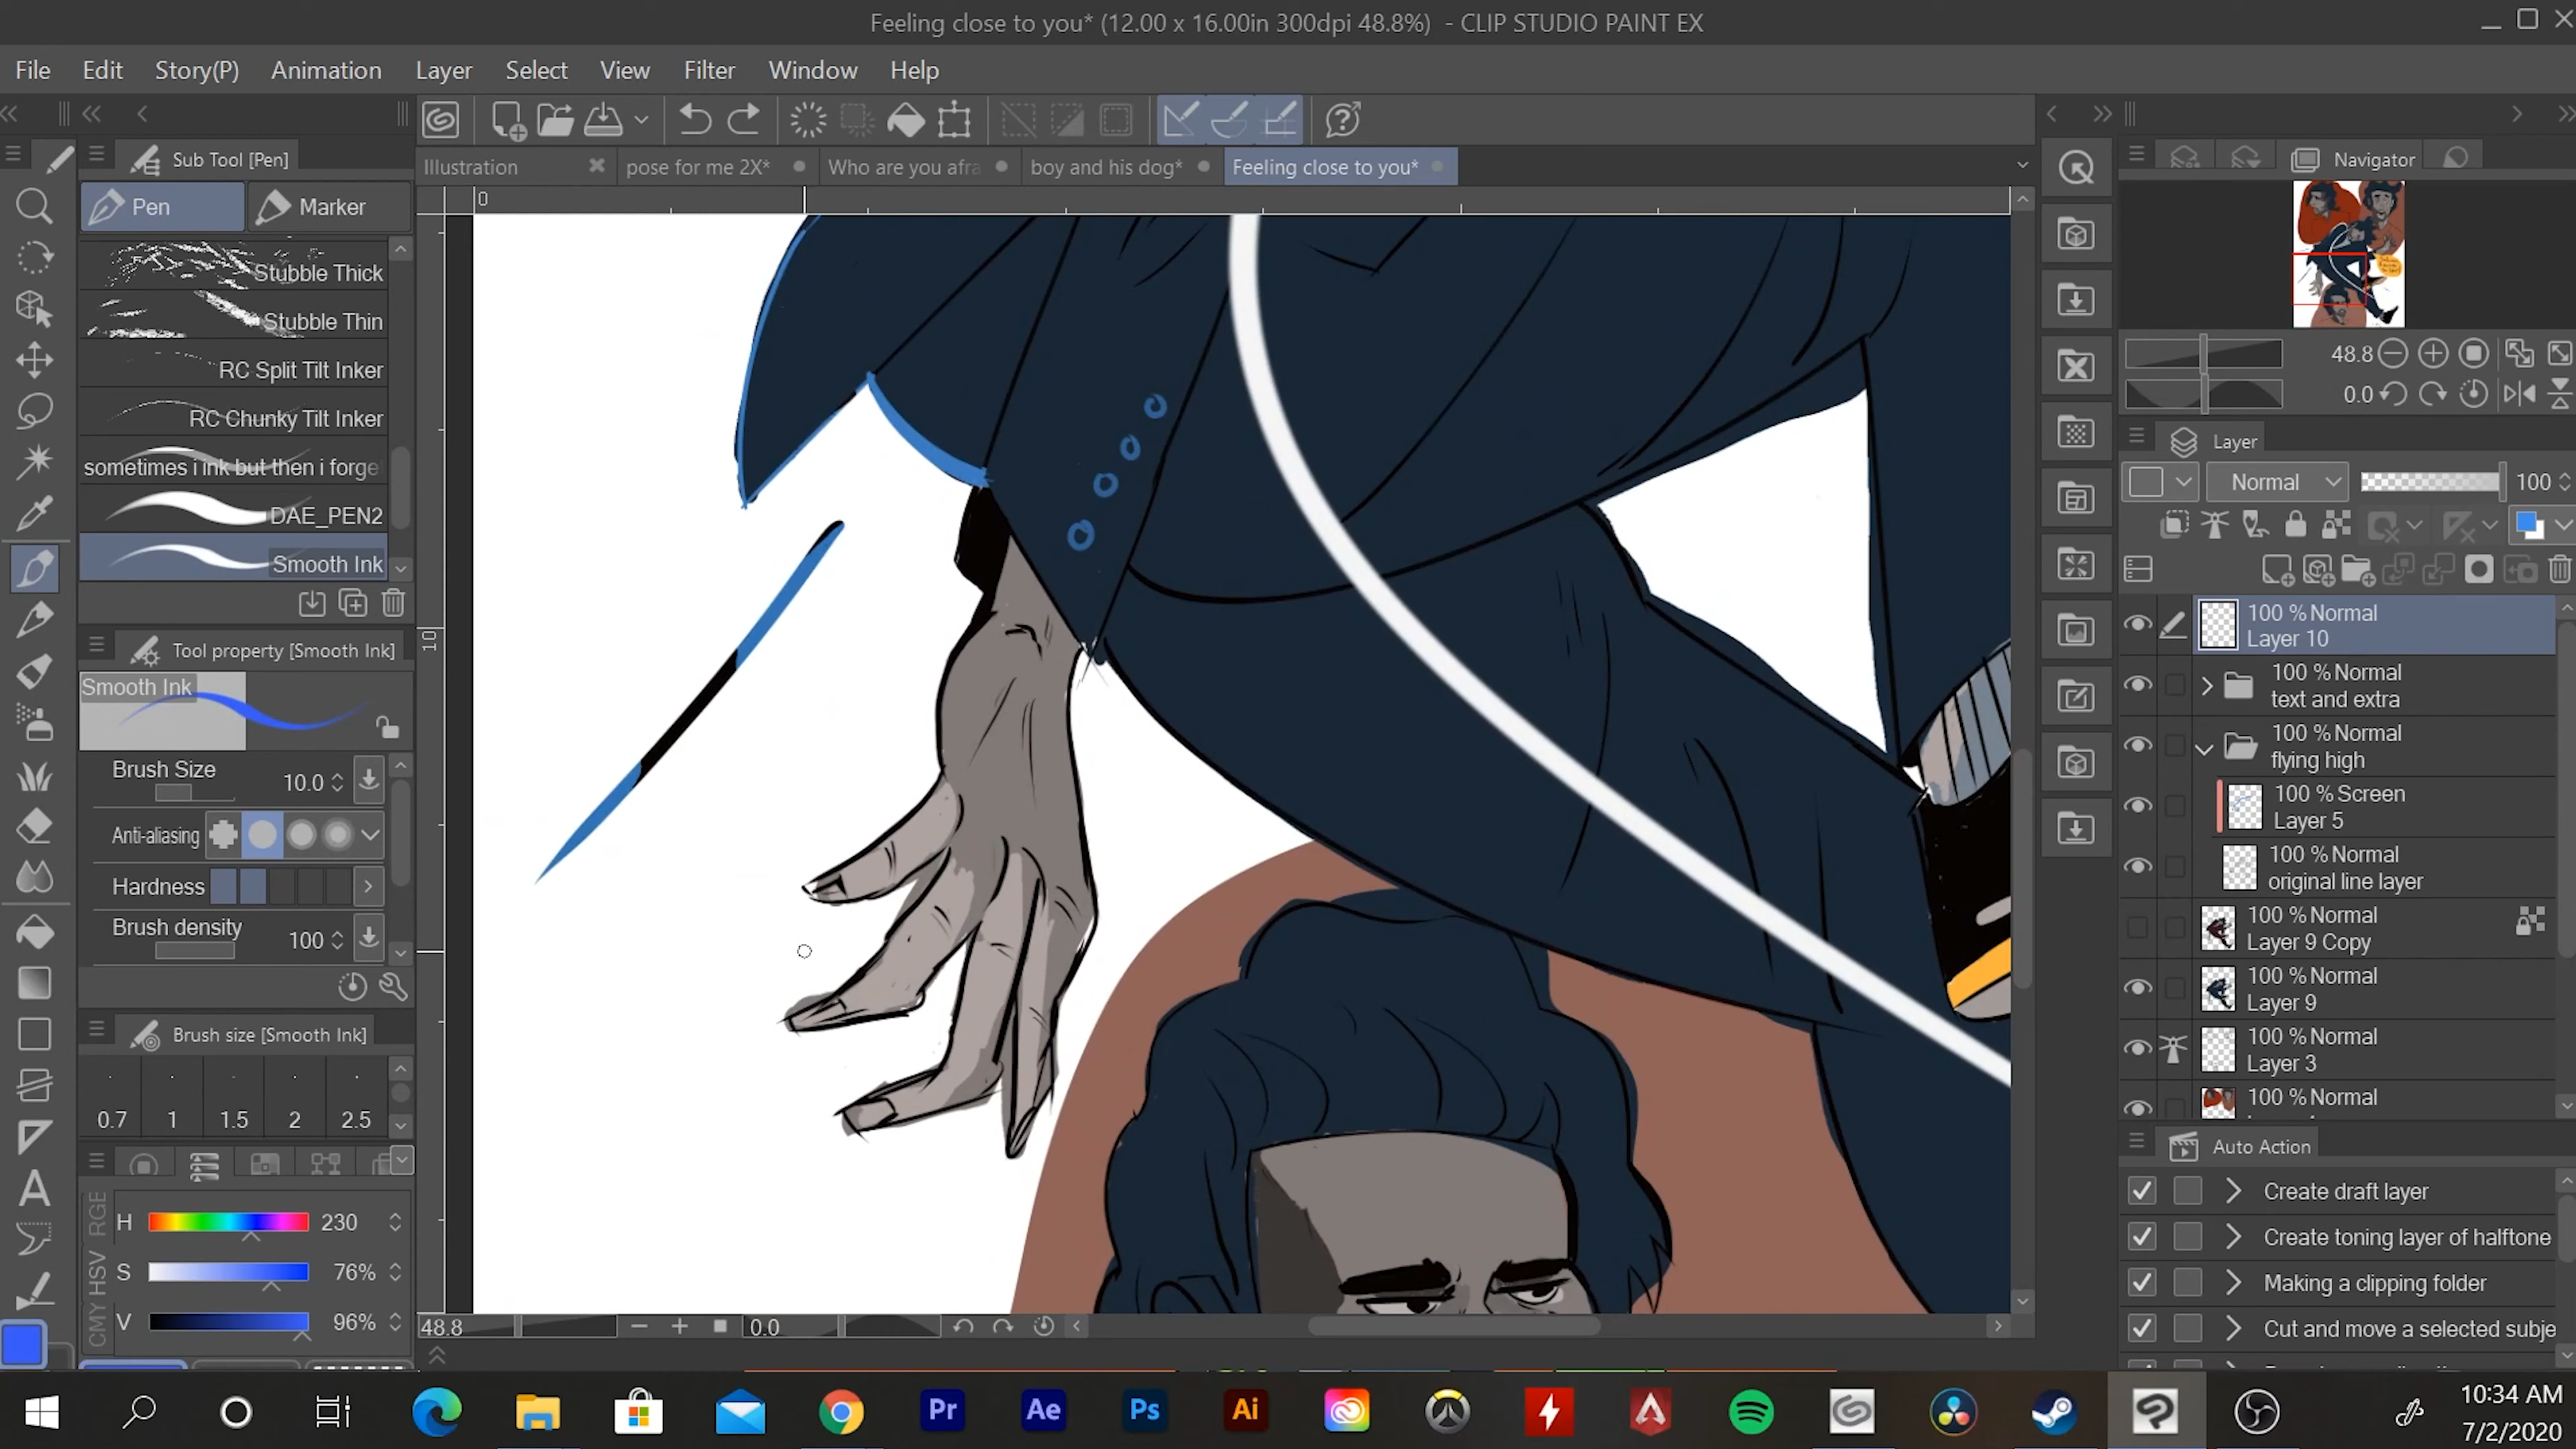 Feeling close to you* (12.00 x 16.00in 300dpi 48.8%) - CLIP STUDIO PAINT EX
File Edit Story(P) Animation Layer Select View Filter Window Help
Sub Tool [Pen]
Pen Marker
Stubble Thick
Stubble Thin
RC Split Tilt Inker
RC Chunky Tilt Inker
sometimes i ink but then i forge
DAE_PEN2
Smooth Ink
Tool property [Smooth Ink]
Smooth Ink
Brush Size 10.0
Anti-aliasing
Hardness
Brush density 100
Brush size [Smooth Ink]
0.7 1 1.5 2 2.5
RGE
HSV
CMY
H 230
S 76%
V 96%
Illustration pose for me 2X* Who are you afra boy and his dog* Feeling close to you*
0
10
48.8 0.0
Navigator
48.8
0.0
Layer
Normal 100
100 % Normal
Layer 10
100 % Normal
text and extra
100 % Normal
flying high
100 % Screen
Layer 5
100 % Normal
original line layer
100 % Normal
Layer 9 Copy
100 % Normal
Layer 9
100 % Normal
Layer 3
100 % Normal
Auto Action
Create draft layer
Create toning layer of halftone
Making a clipping folder
Cut and move a selected subje
Pr Ae Ps Ai
10:34 AM
7/2/2020